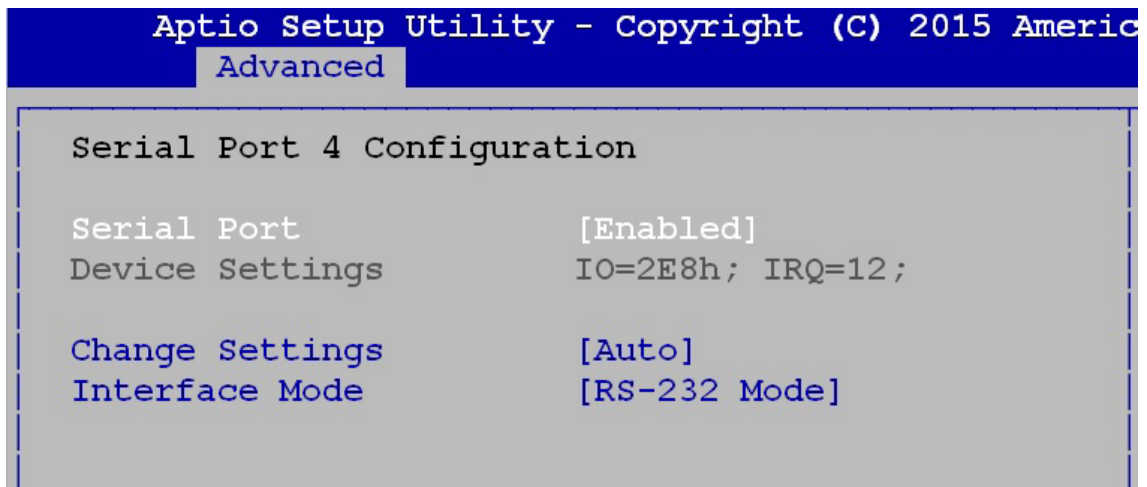 Aptio Setup Utility - Copyright (C) 2015 Americ
Advanced
Serial Port 4 Configuration
Serial Port [Enabled]
Device Settings IO=2E8h; IRQ=12;
Change Settings [Auto]
Interface Mode [RS-232 Mode]